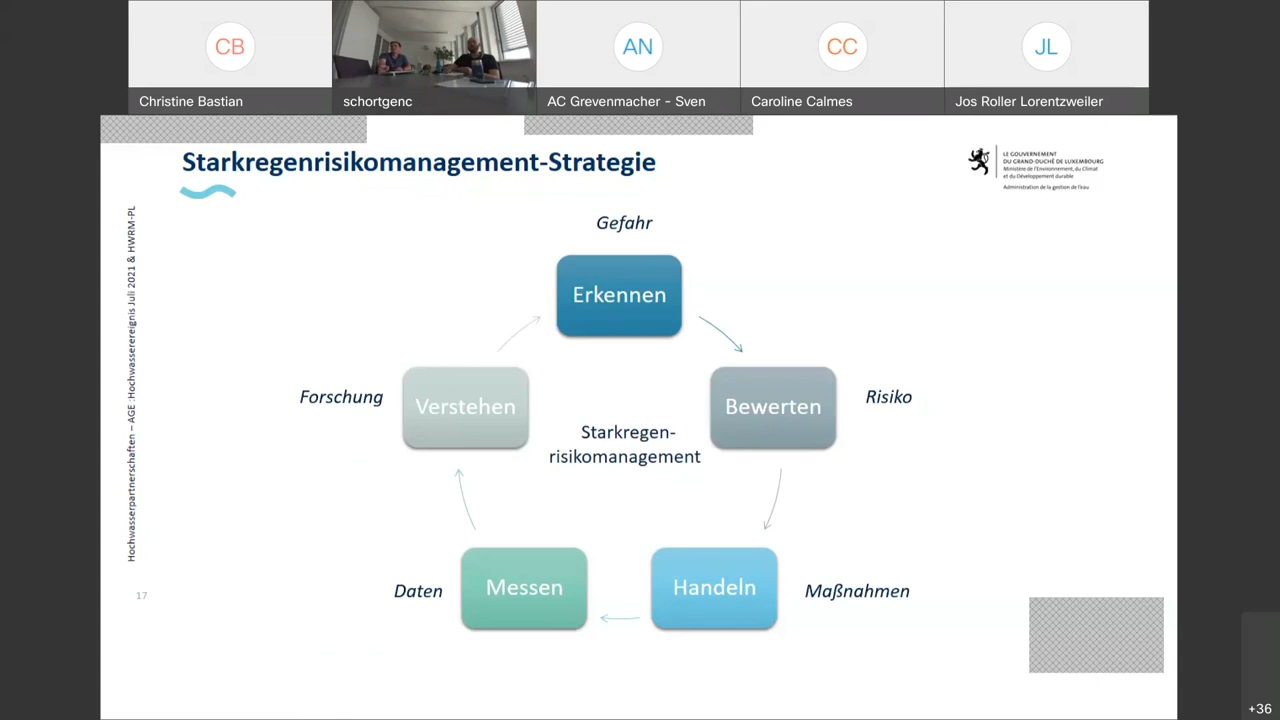 CB
AN
CC
JL
Christine Bastian
schortgenc
AC Grevenmacher - Sven
Caroline Calmes
Jos Roller Lorentzweiler
Starkregenrisikomanagement-Strategie
LE GOUVERNEMENT
DU GRAND-DUCHÉ DE LUXEMBOURG
Ministère de l'Environnement, du Climat
et du Développement durable
Administration de la gestion de l'eau
Hochwasserpartnerschaften – AGE :Hochwasserereignis Juli 2021 & HWRM-PL
Gefahr
Erkennen
Forschung
Verstehen
Bewerten
Risiko
Starkregen-
risikomanagement
Daten
Messen
Handeln
Maßnahmen
17
+36